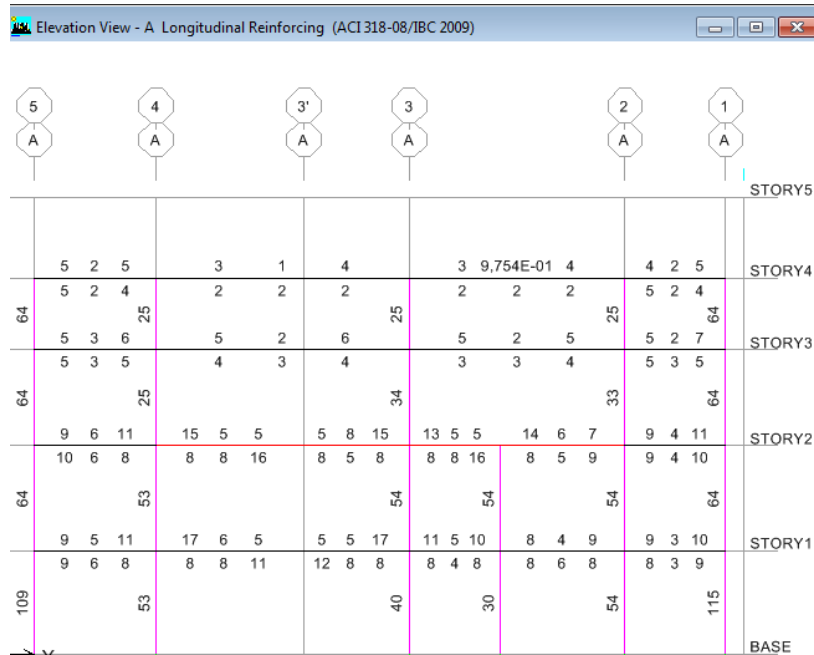 Elevation View - A Longitudinal Reinforcing (ACI 318-08/IBC 2009)
5 4 3' 3 2 1
A A A A A A
STORY5
5 2 5 3 1 4 3 9,754E-01 4 4 2 5 STORY4
5 2 4 2 2 2 2 2 2 5 2 4
64 25 25 25 64
5 3 6 5 2 6 5 2 5 5 2 7 STORY3
5 3 5 4 3 4 3 3 4 5 3 5
64 25 34 33 64
9 6 11 15 5 5 5 8 15 13 5 5 14 6 7 9 4 11 STORY2
10 6 8 8 8 16 8 5 8 8 8 16 8 5 9 9 4 10
64 53 54 54 54 64
9 5 11 17 6 5 5 5 17 11 5 10 8 4 9 9 3 10 STORY1
9 6 8 8 8 11 12 8 8 8 4 8 8 6 8 8 3 9
109 53 40 30 54 115
BASE